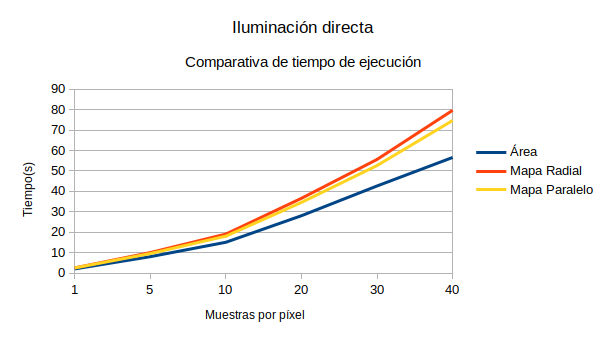 Iluminación directa
Comparativa de tiempo de ejecución
Tiempo(s)
90
80
70
60
50
40
30
20
10
0
1 5 10 20 30 40
Muestras por píxel
Área
Mapa Radial
Mapa Paralelo